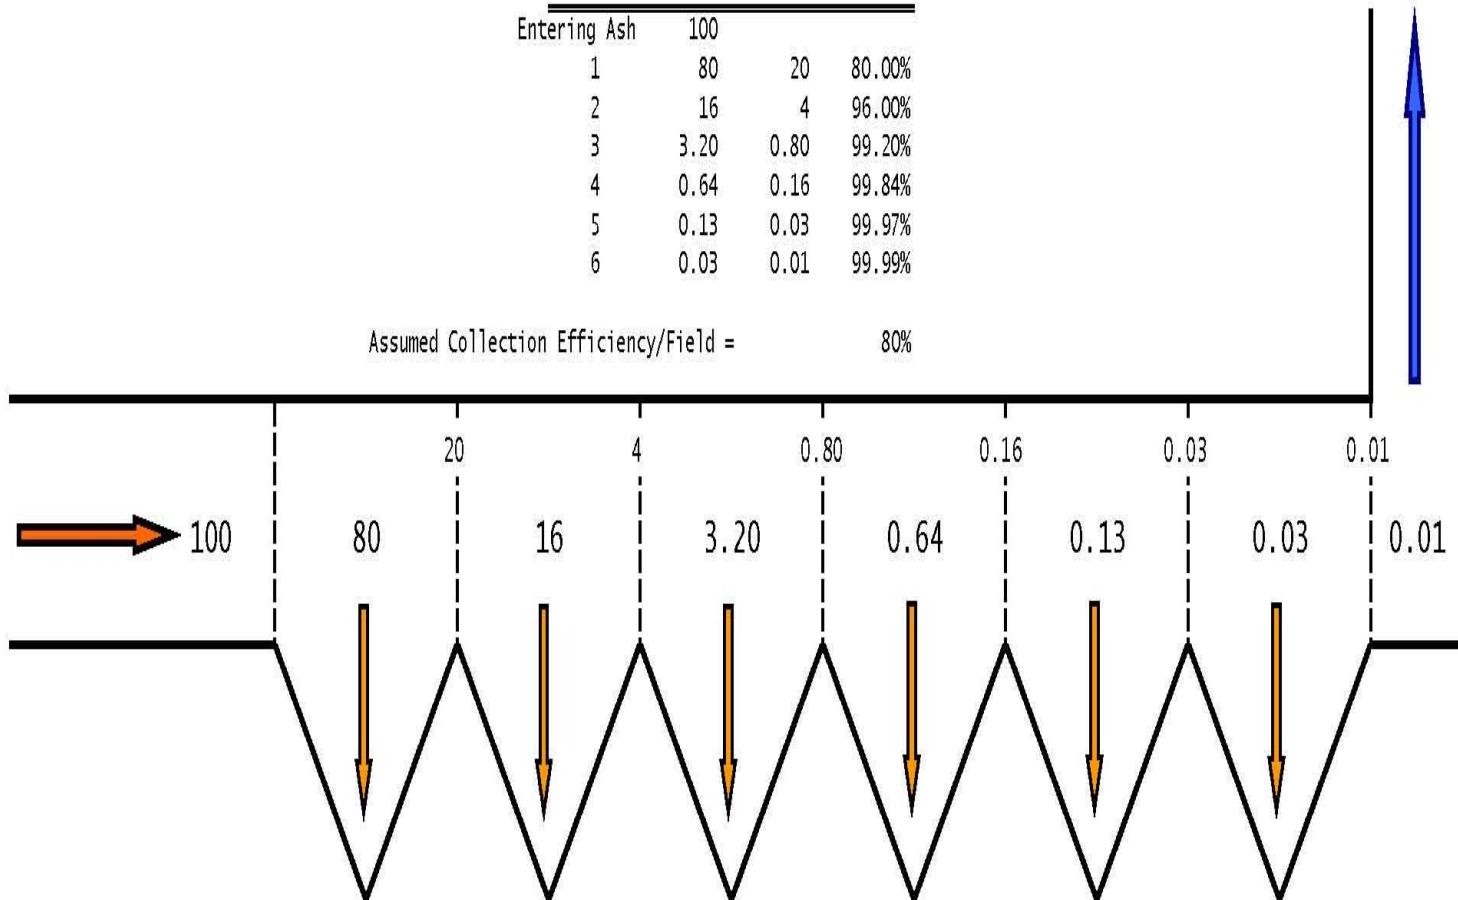 Entering Ash 100
1 80 20 80.00%
2 16 4 96.00%
3 3.20 0.80 99.20%
4 0.64 0.16 99.84%
5 0.13 0.03 99.97%
6 0.03 0.01 99.99%
Assumed Collection Efficiency/Field = 80%
20 4 0.80 0.16 0.03 0.01
100 80 16 3.20 0.64 0.13 0.03 0.01